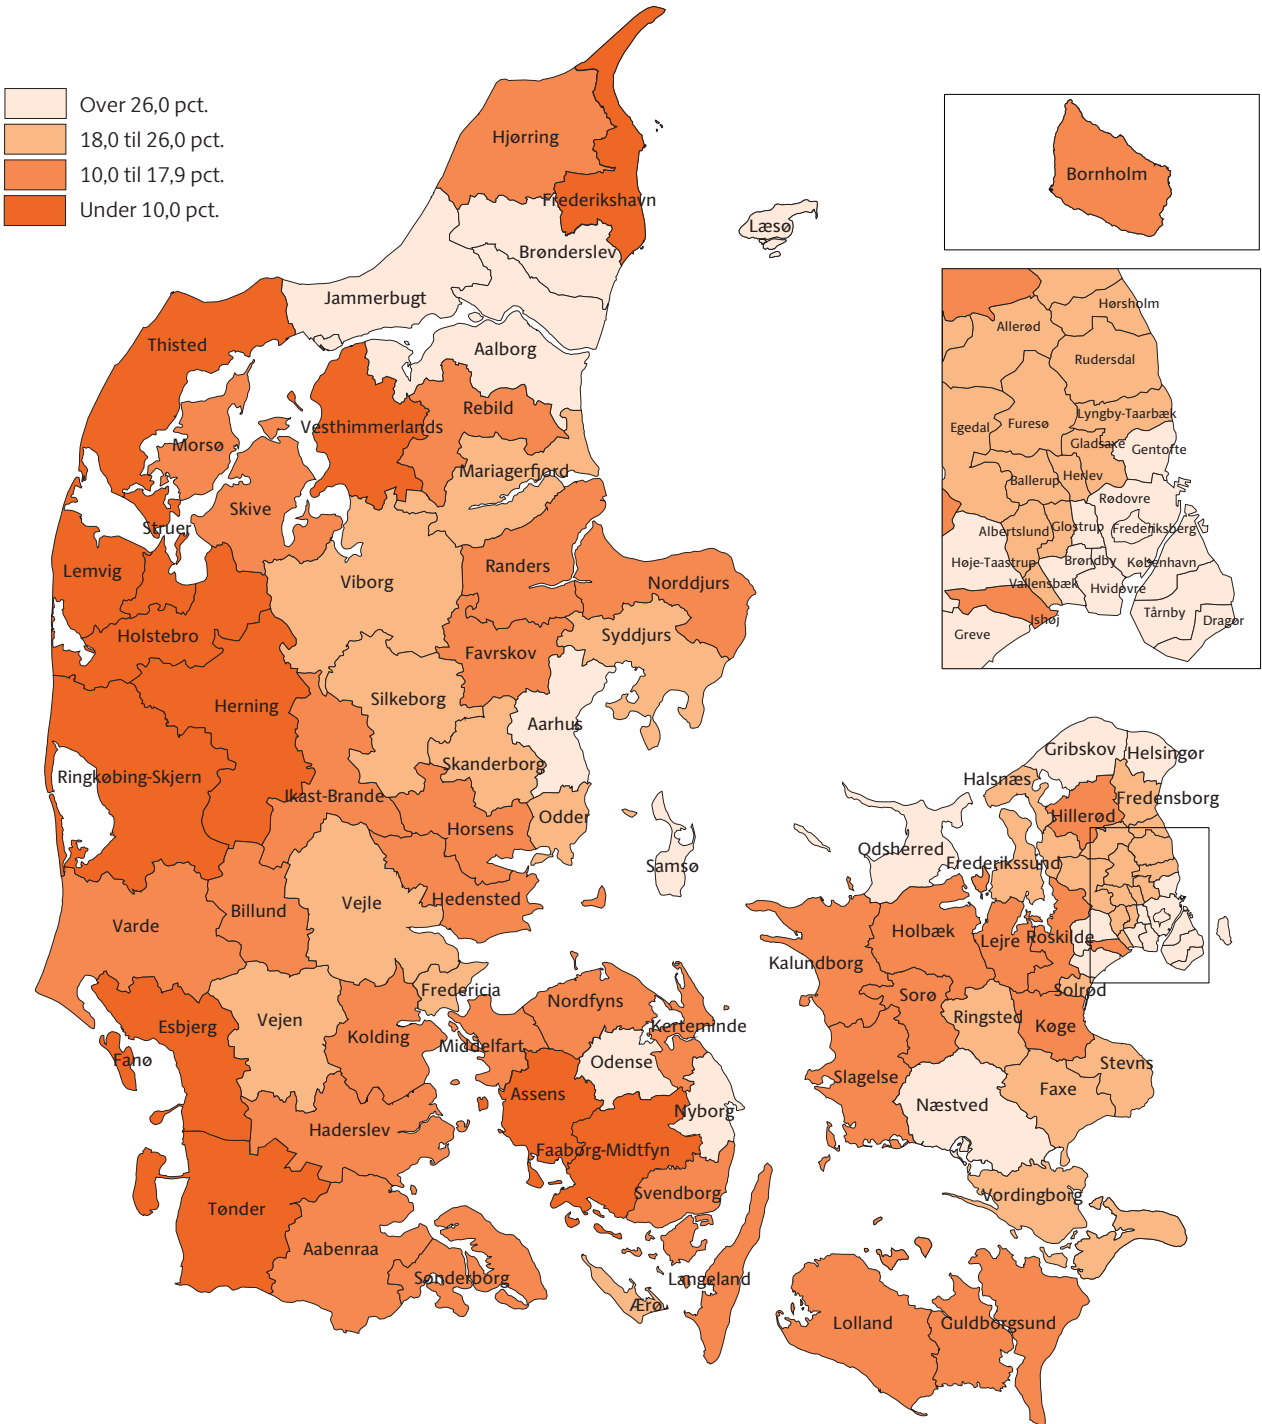 Over 26,0 pct.
18,0 til 26,0 pct.
10,0 til 17,9 pct.
Under 10,0 pct.
Hjørring
Frederikshavn
Læsø
Brønderslev
Jammerbugt
Aalborg
Thisted
Rebild
Vesthimmerlands
Morsø
Mariagerfjord
Skive
Struer
Lemvig
Viborg
Randers
Norddjurs
Holstebro
Syddjurs
Favrskov
Silkeborg
Herning
Aarhus
Skanderborg
Ringkøbing-Skjern
Ikast-Brande
Odder
Horsens
Samsø
Hedensted
Vejle
Billund
Varde
Fredericia
Vejen
Esbjerg
Kolding
Fanø
Middelfart
Nordfyns
Kerteminde
Odense
Assens
Nyborg
Haderslev
Faaborg-Midtfyn
Svendborg
Tønder
Aabenraa
Sønderborg
Langeland
Ærø
Bornholm
Hørsholm
Allerød
Rudersdal
Lyngby-Taarbæk
Egedal
Furesø
Gladsaxe
Gentofte
Ballerup
Herlev
Rødovre
Albertslund
Glostrup
Frederiksberg
Høje-Taastrup
Brøndby
København
Vallensbæk
Hvidovre
Tårnby
Ishøj
Dragør
Greve
Gribskov
Helsingør
Halsnæs
Fredensborg
Hillerød
Odsherred
Frederikssund
Holbæk
Lejre
Roskilde
Kalundborg
Sorø
Solrød
Ringsted
Køge
Stevns
Slagelse
Faxe
Næstved
Vordingborg
Lolland
Guldborgsund